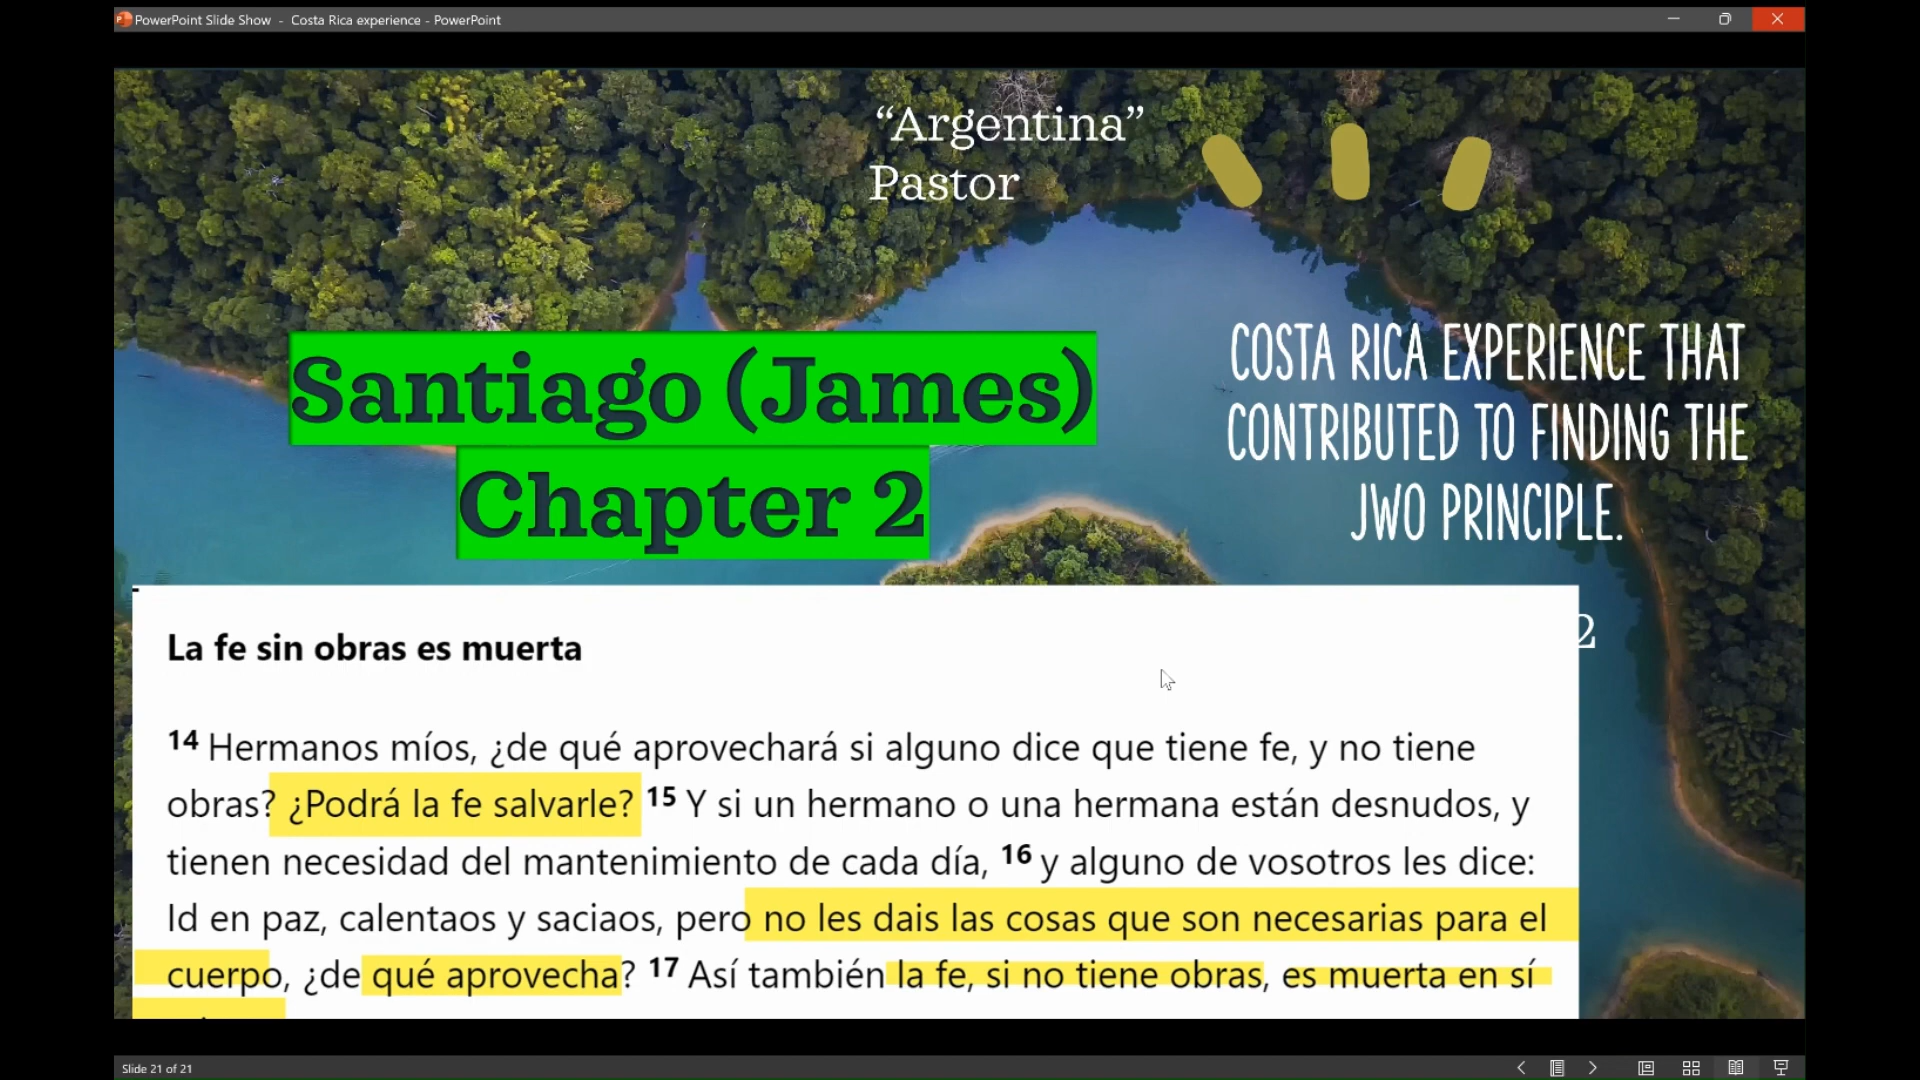 PowerPoint Slide Show - Costa Rica experience - PowerPoint
“Argentina”
Pastor
Santiago (James)
Chapter 2
COSTA RICA EXPERIENCE THAT
CONTRIBUTED TO FINDING THE
JWO PRINCIPLE.
2
La fe sin obras es muerta
14 Hermanos míos, ¿de qué aprovechará si alguno dice que tiene fe, y no tiene
obras? ¿Podrá la fe salvarle? 15 Y si un hermano o una hermana están desnudos, y
tienen necesidad del mantenimiento de cada día, 16 y alguno de vosotros les dice:
Id en paz, calentaos y saciaos, pero no les dais las cosas que son necesarias para el
cuerpo, ¿de qué aprovecha? 17 Así también la fe, si no tiene obras, es muerta en sí
Slide 21 of 21